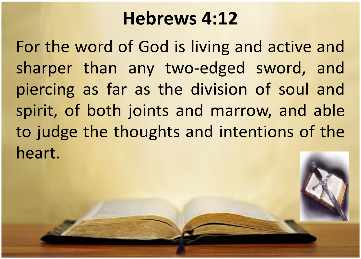 Hebrews 4:12
For the word of God is living and active and
sharper than any two-edged sword, and
piercing as far as the division of soul and
spirit, of both joints and marrow, and able
to judge the thoughts and intentions of the
heart.